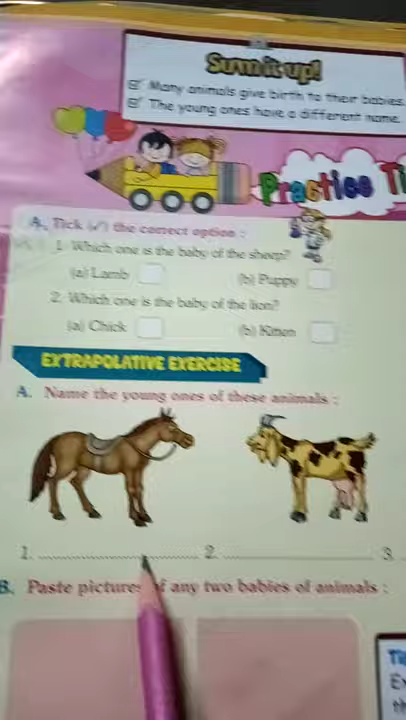 Sum it up!
Many animals give birth to their babies.
The young ones have a different name.
Practice Ti
A. Tick (✓) the correct option :
1. Which one is the baby of the sheep?
(a) Lamb (b) Puppy
2. Which one is the baby of the lion?
(a) Chick (b) Kitten
EXTRAPOLATIVE EXERCISE
A. Name the young ones of these animals :
1. 2. 3.
B. Paste pictures of any two babies of animals :